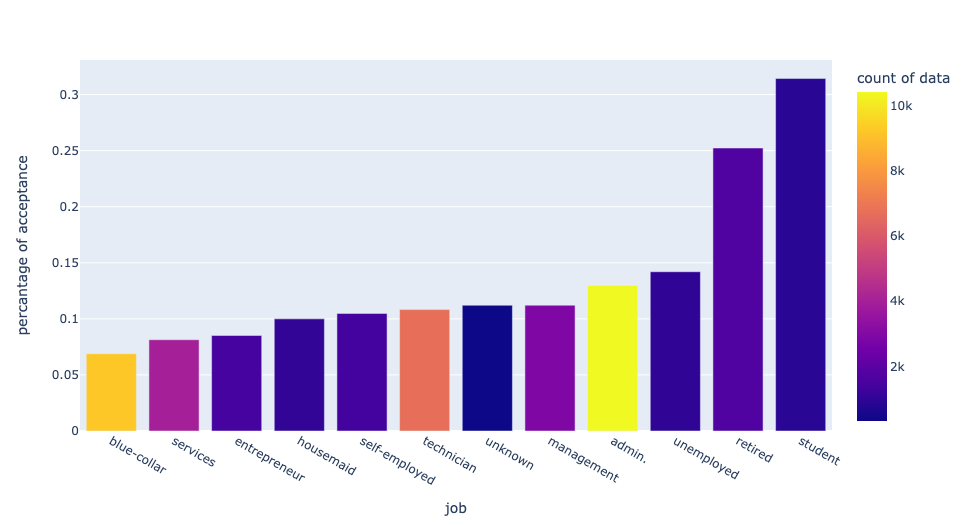 count of data
10k
8k
6k
4k
2k
percantage of acceptance
0.3
0.25
0.2
0.15
0.1
0.05
0
blue-collar
services
entrepreneur
housemaid
self-employed
technician
unknown
management
admin.
unemployed
retired
student
job